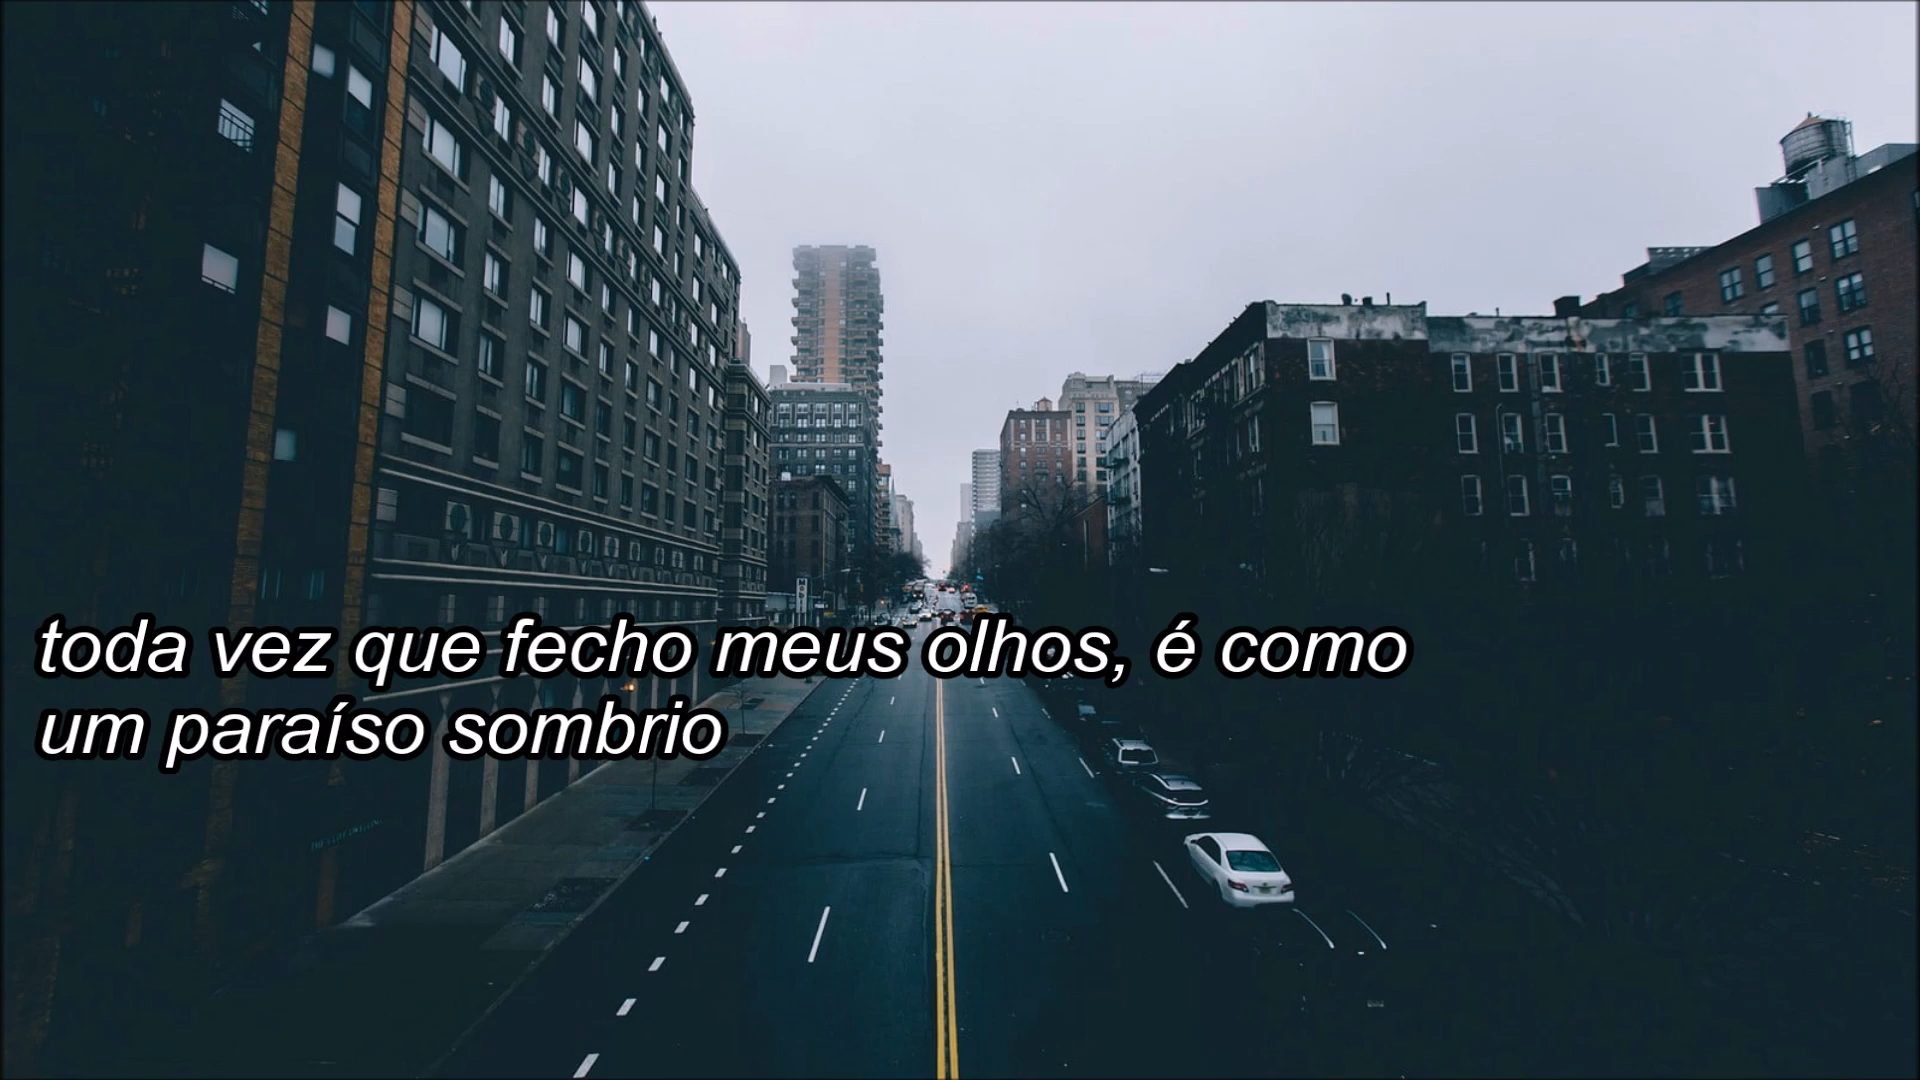 toda vez que fecho meus olhos, é como
um paraíso sombrio